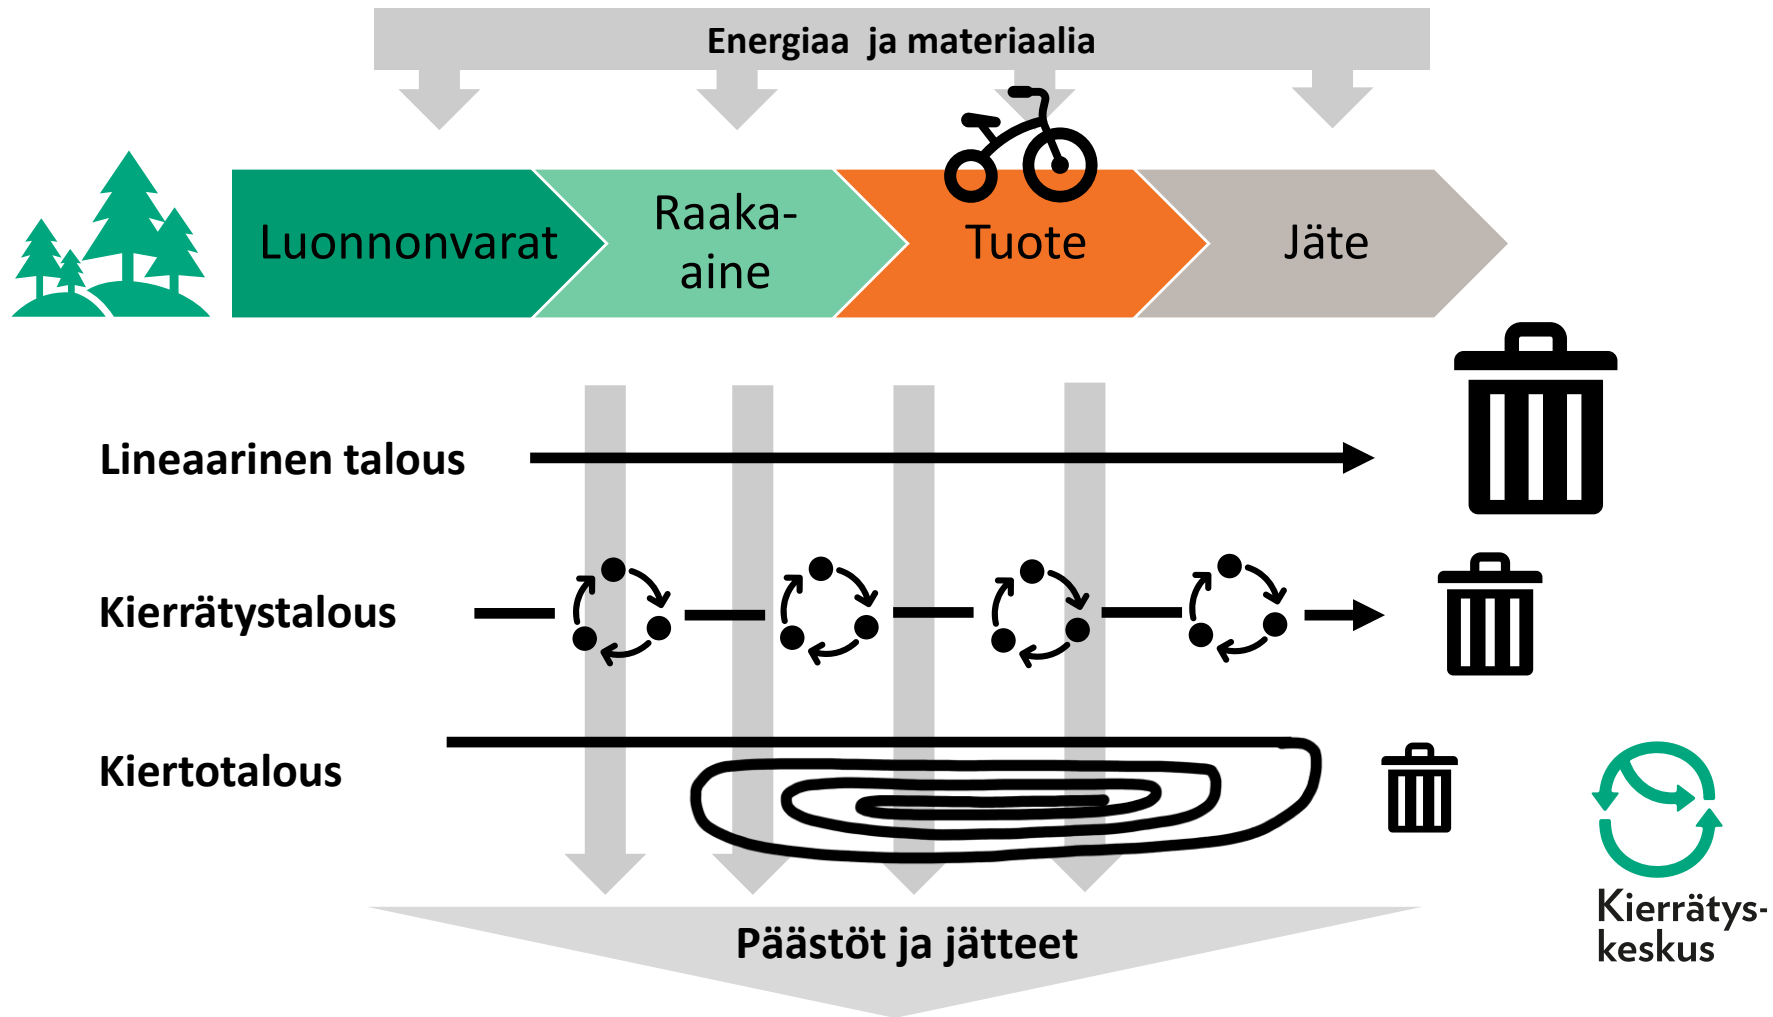 Energiaa  ja materiaalia
Luonnonvarat
Raaka-
aine
Tuote
Jäte
Lineaarinen talous
Kierrätystalous
Kiertotalous
Päästöt ja jätteet
Kierrätys-
keskus